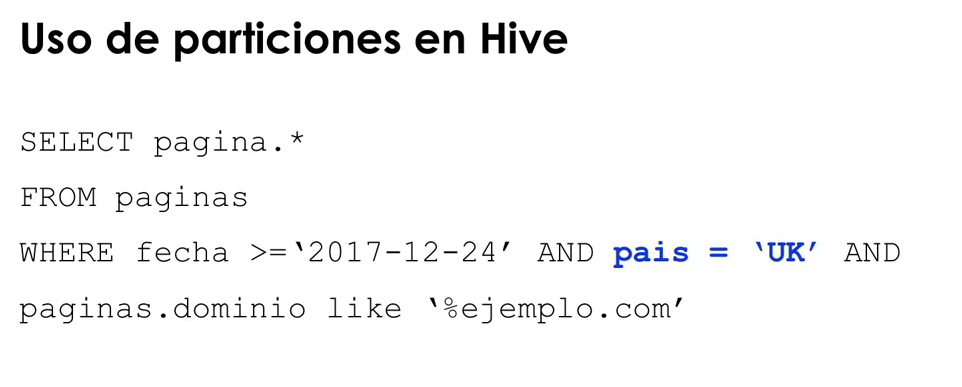 Uso de particiones en Hive
SELECT pagina.*
FROM paginas
WHERE fecha >=‘2017-12-24’ AND pais = ‘UK’ AND
paginas.dominio like ‘%ejemplo.com’